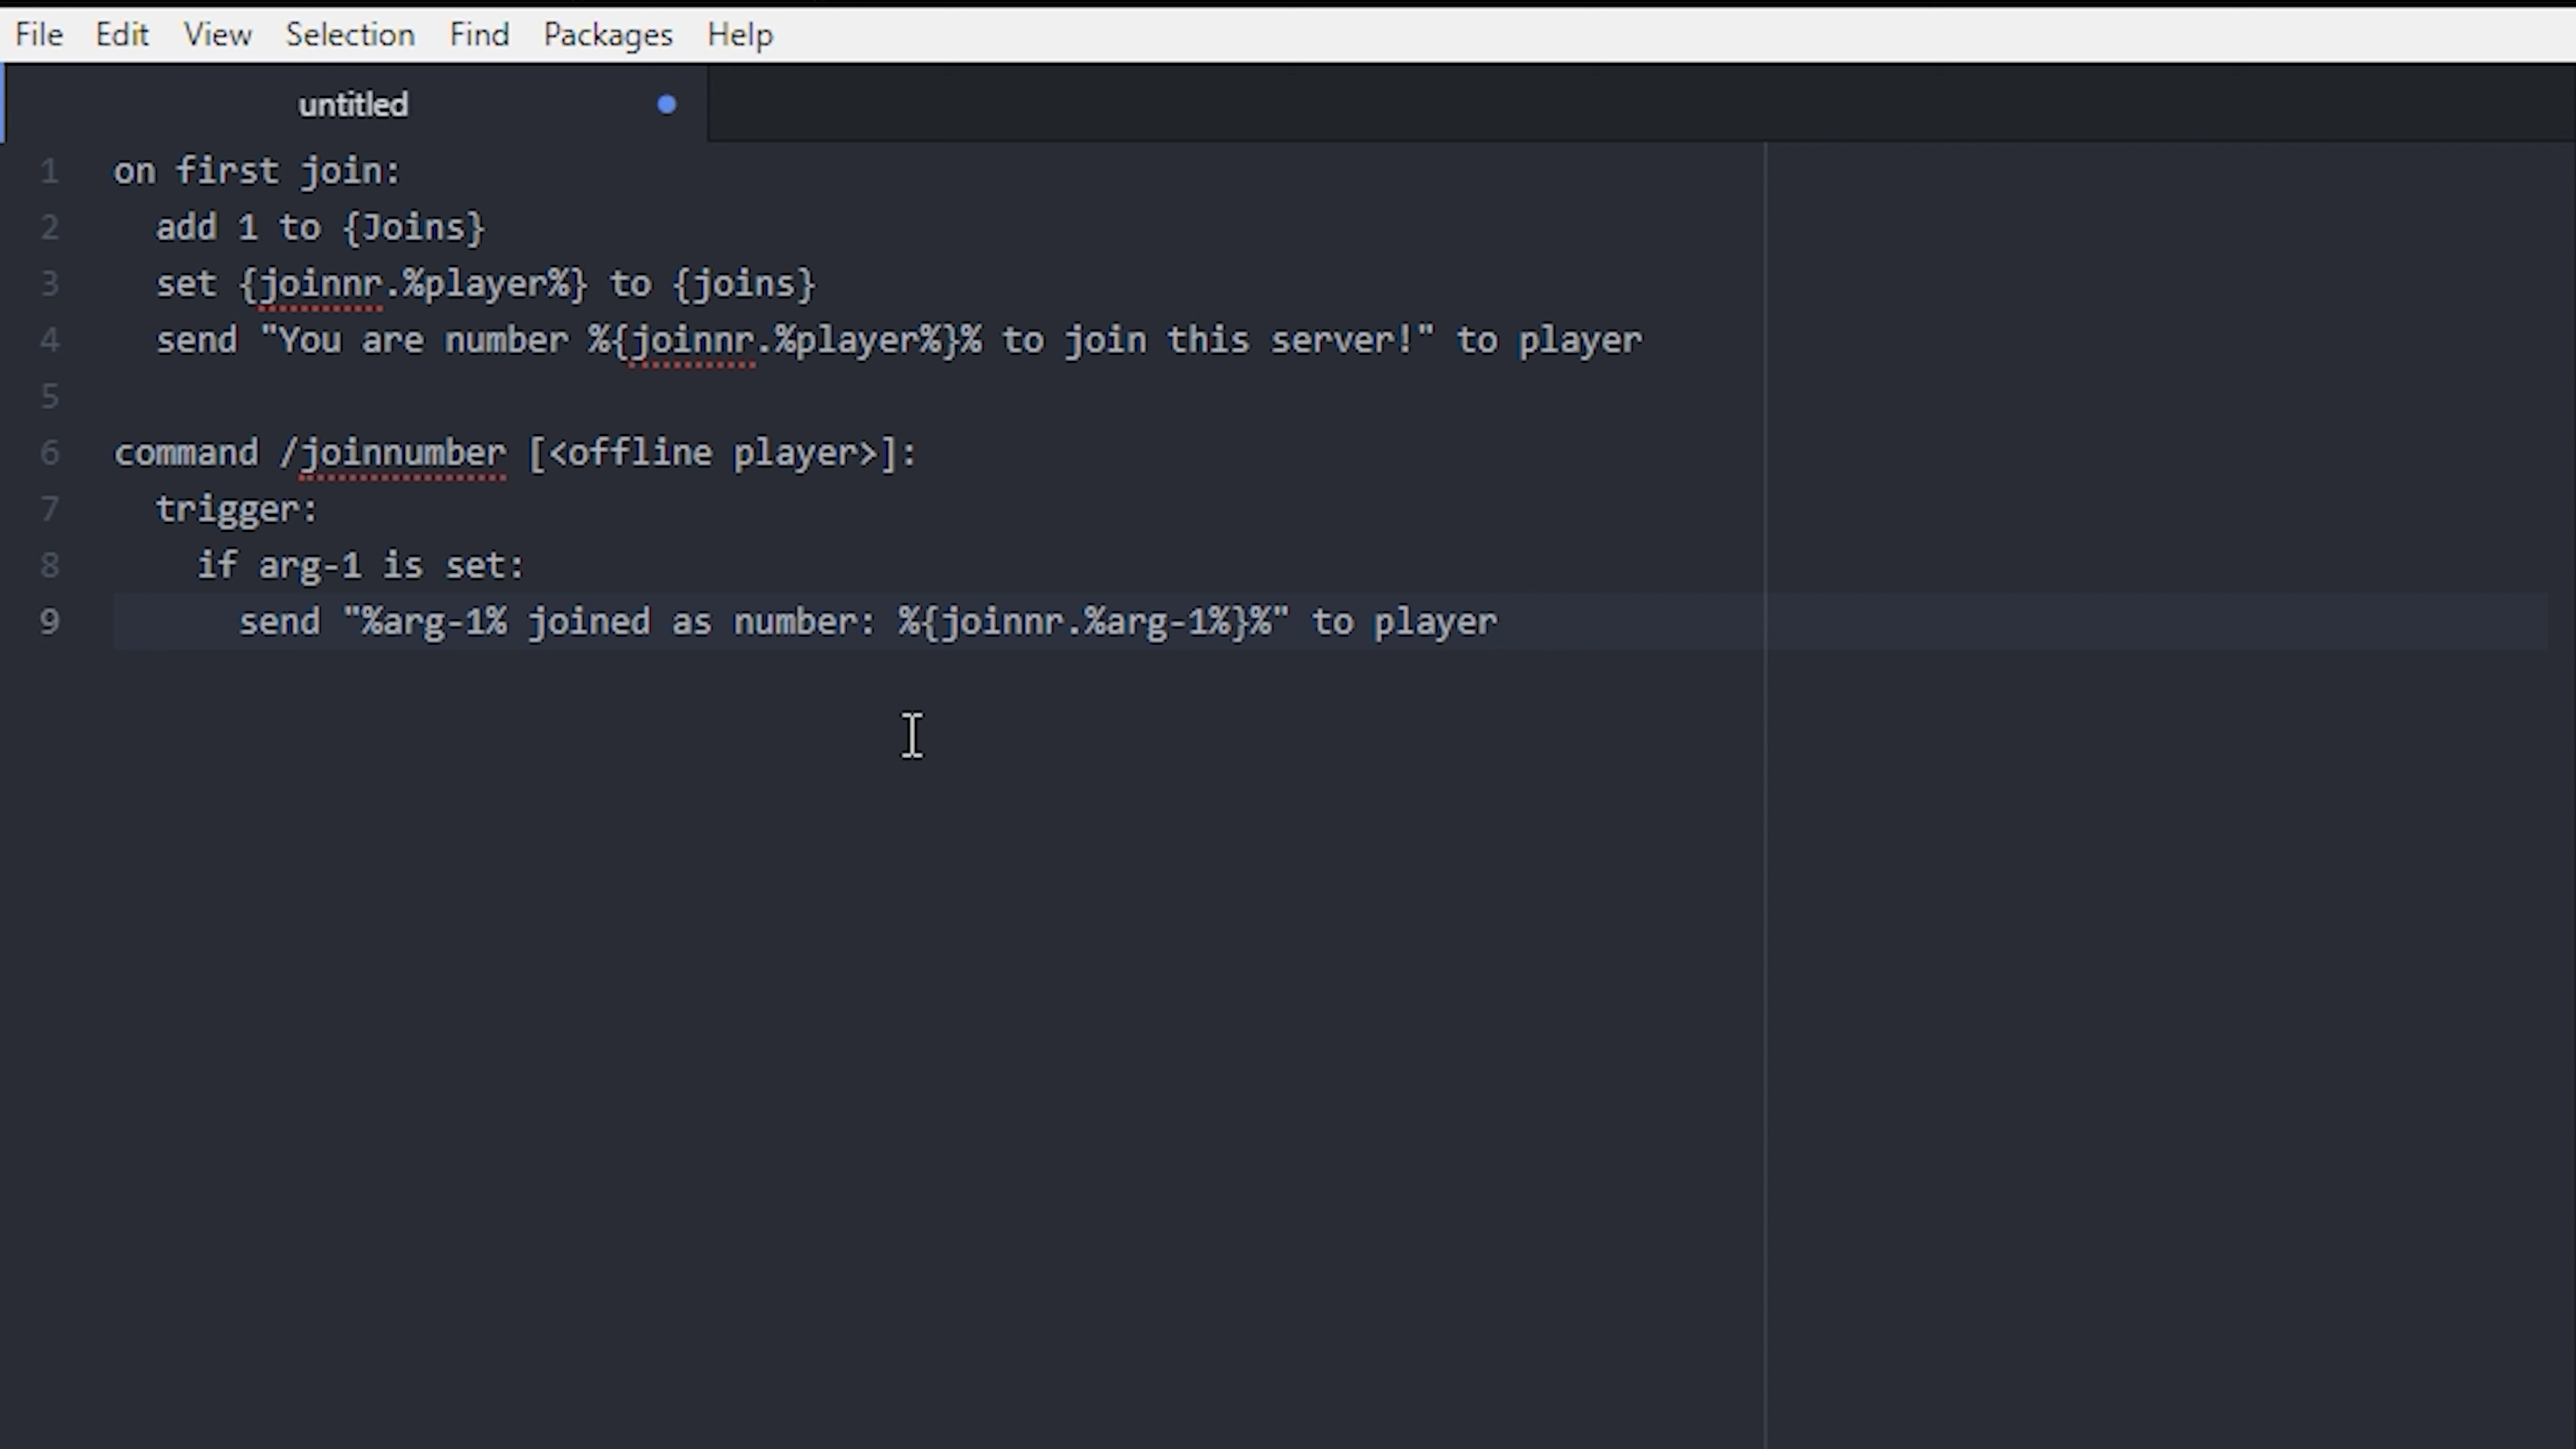 File Edit View Selection Find Packages Help
untitled
1 on first join:
2 add 1 to {Joins}
3 set {joinnr.%player%} to {joins}
4 send "You are number %{joinnr.%player%}% to join this server!" to player
5
6 command /joinnumber [<offline player>]:
7 trigger:
8 if arg-1 is set:
9 send "%arg-1% joined as number: %{joinnr.%arg-1%}%" to player